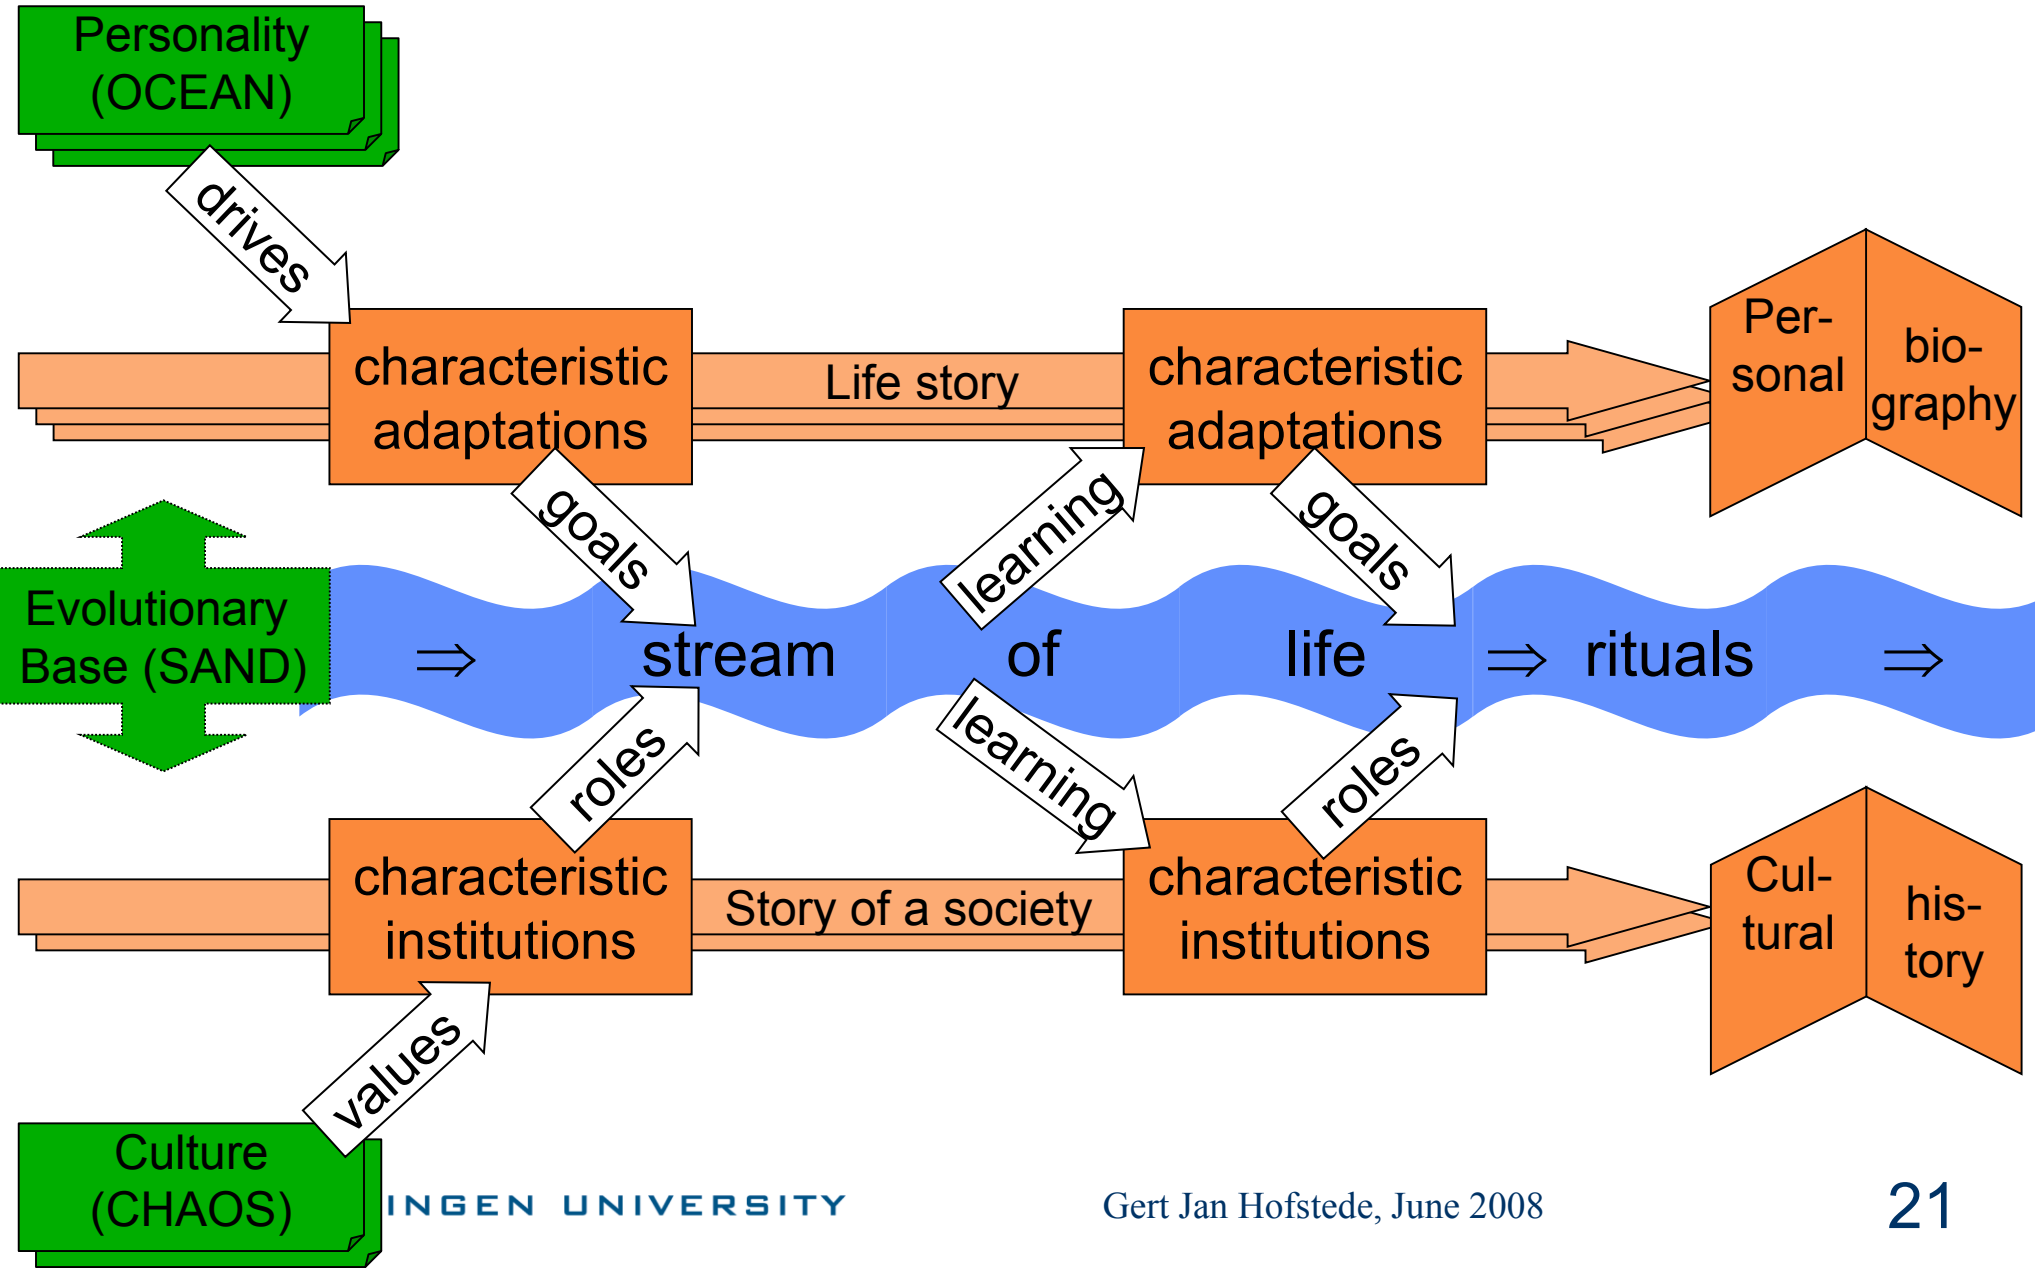 Personality
(OCEAN)
drives
characteristic
adaptations
Life story
characteristic
adaptations
Per-
sonal
bio-
graphy
goals
learning
goals
Evolutionary
Base (SAND)
⇒ stream of life ⇒ rituals ⇒
roles
learning
roles
characteristic
institutions
Story of a society
characteristic
institutions
Cul-
tural
his-
tory
values
Culture
(CHAOS)
INGEN UNIVERSITY
Gert Jan Hofstede, June 2008
21